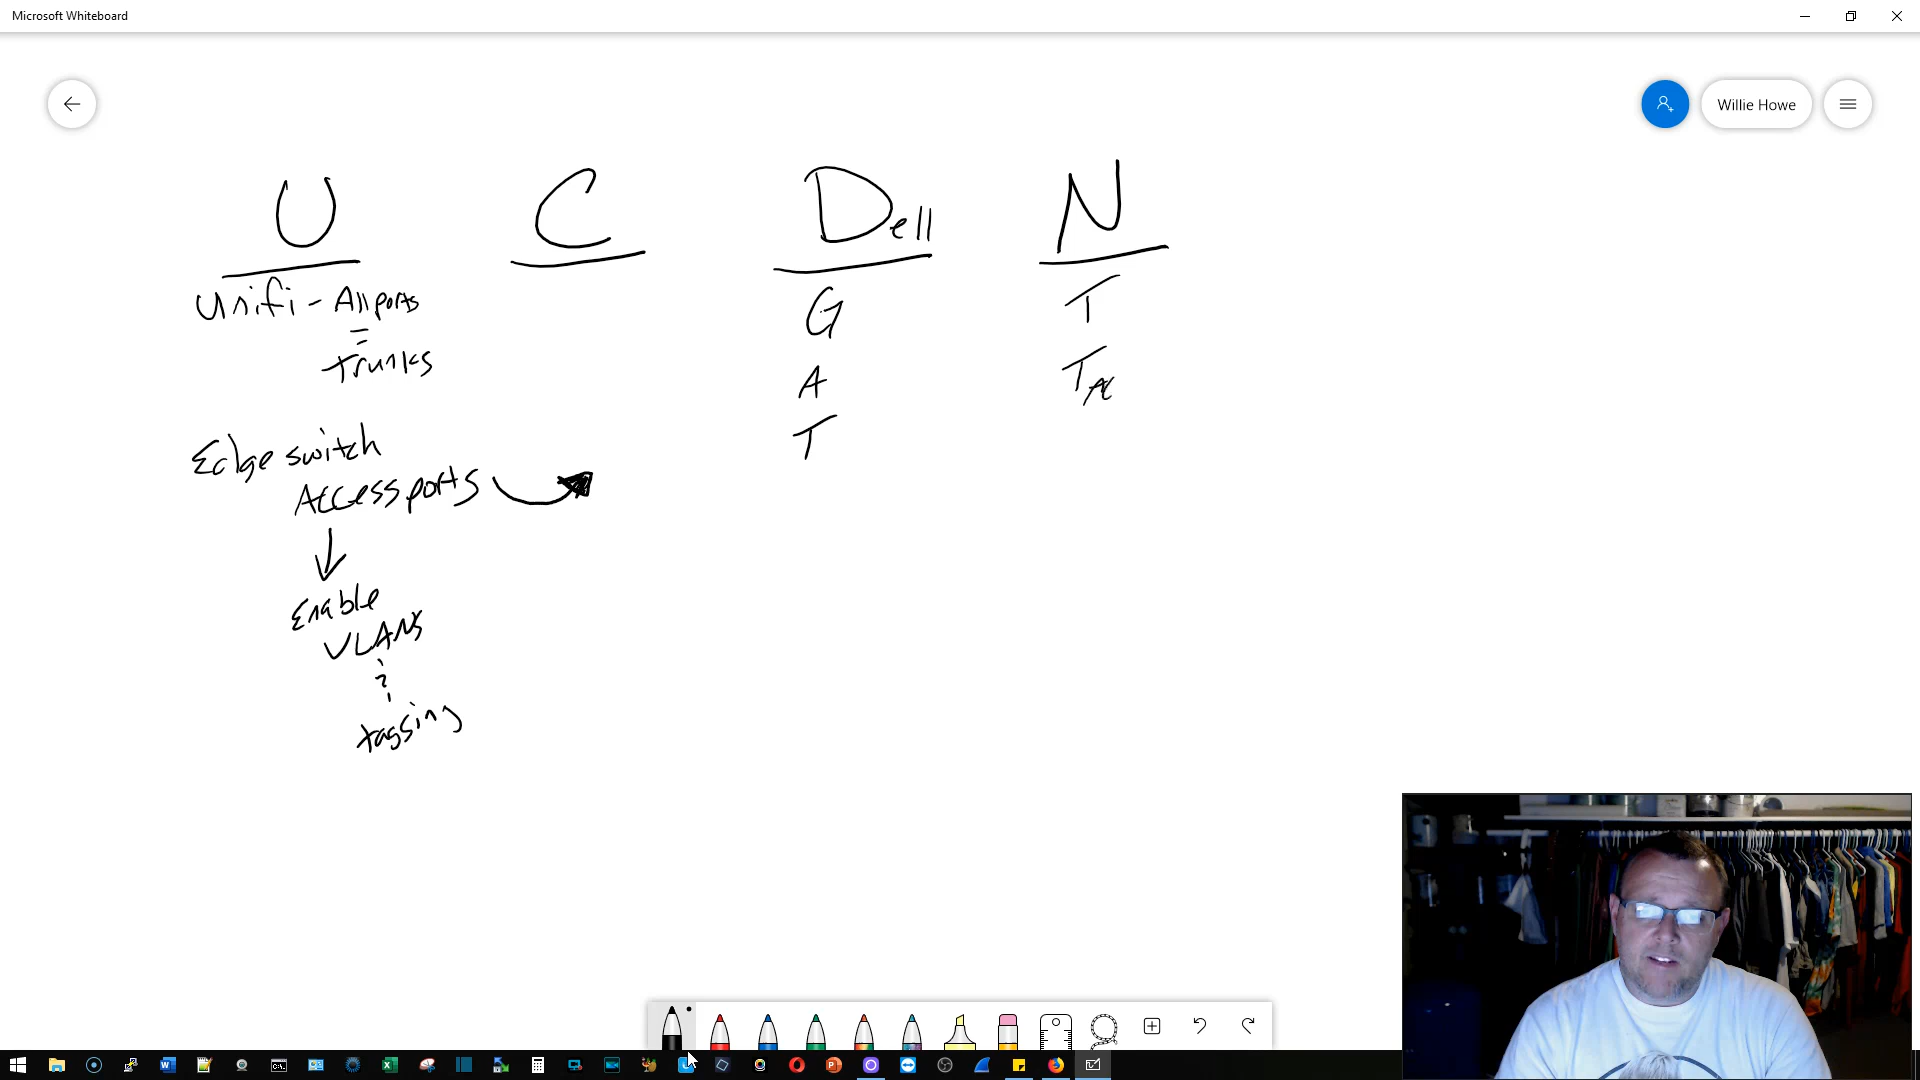 Microsoft Whiteboard
Willie Howe
U C Dell N
Unifi - All ports
=
trunks
G
A
T
T
T
Edge switch
Access ports
Enable
VLANs
tagging